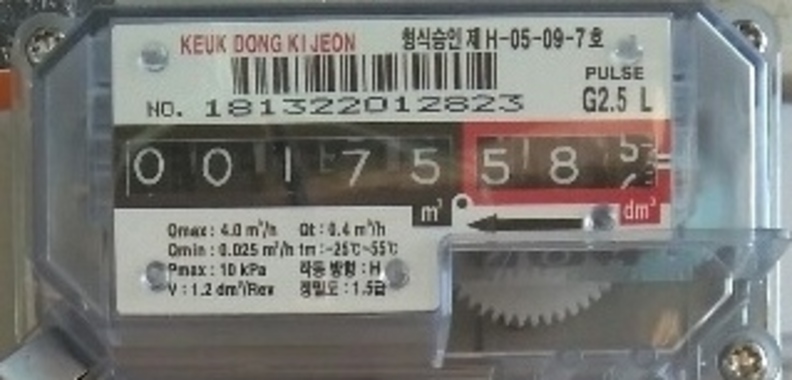 KEUK DONG KI JEON 형식승인 제 H-05-09-7호
PULSE
NO. 181322012823 G2.5 L
0 0 1 7 5 5 8 5
m³ dm³
Qmax : 4.0 m³/h Qt : 0.4 m³/h
Qmin : 0.025 m³/h tm : -25℃~55℃
Pmax : 10 kPa 작동 방향 : H
V : 1.2 dm³/Rev 정밀도 : 1.5급